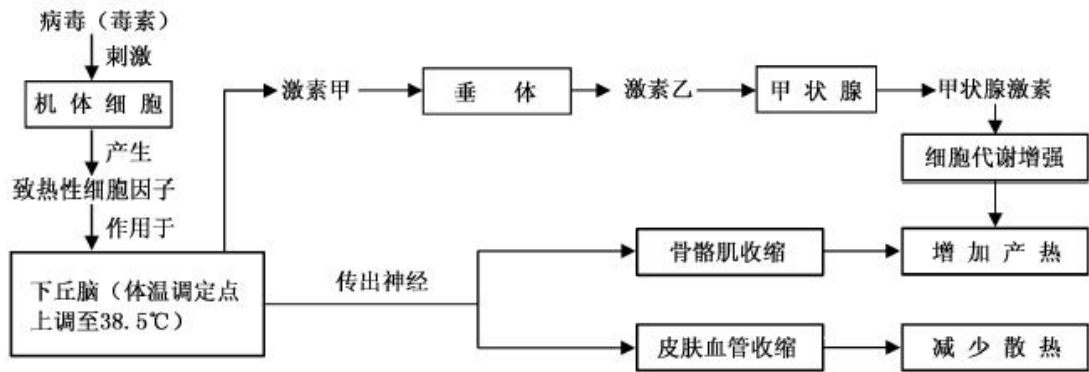 病毒（毒素）
刺激
机体细胞
产生
致热性细胞因子
作用于
下丘脑（体温调定点
上调至38.5℃）
激素甲
垂体
激素乙
甲状腺
甲状腺激素
细胞代谢增强
传出神经
骨骼肌收缩
增加产热
皮肤血管收缩
减少散热